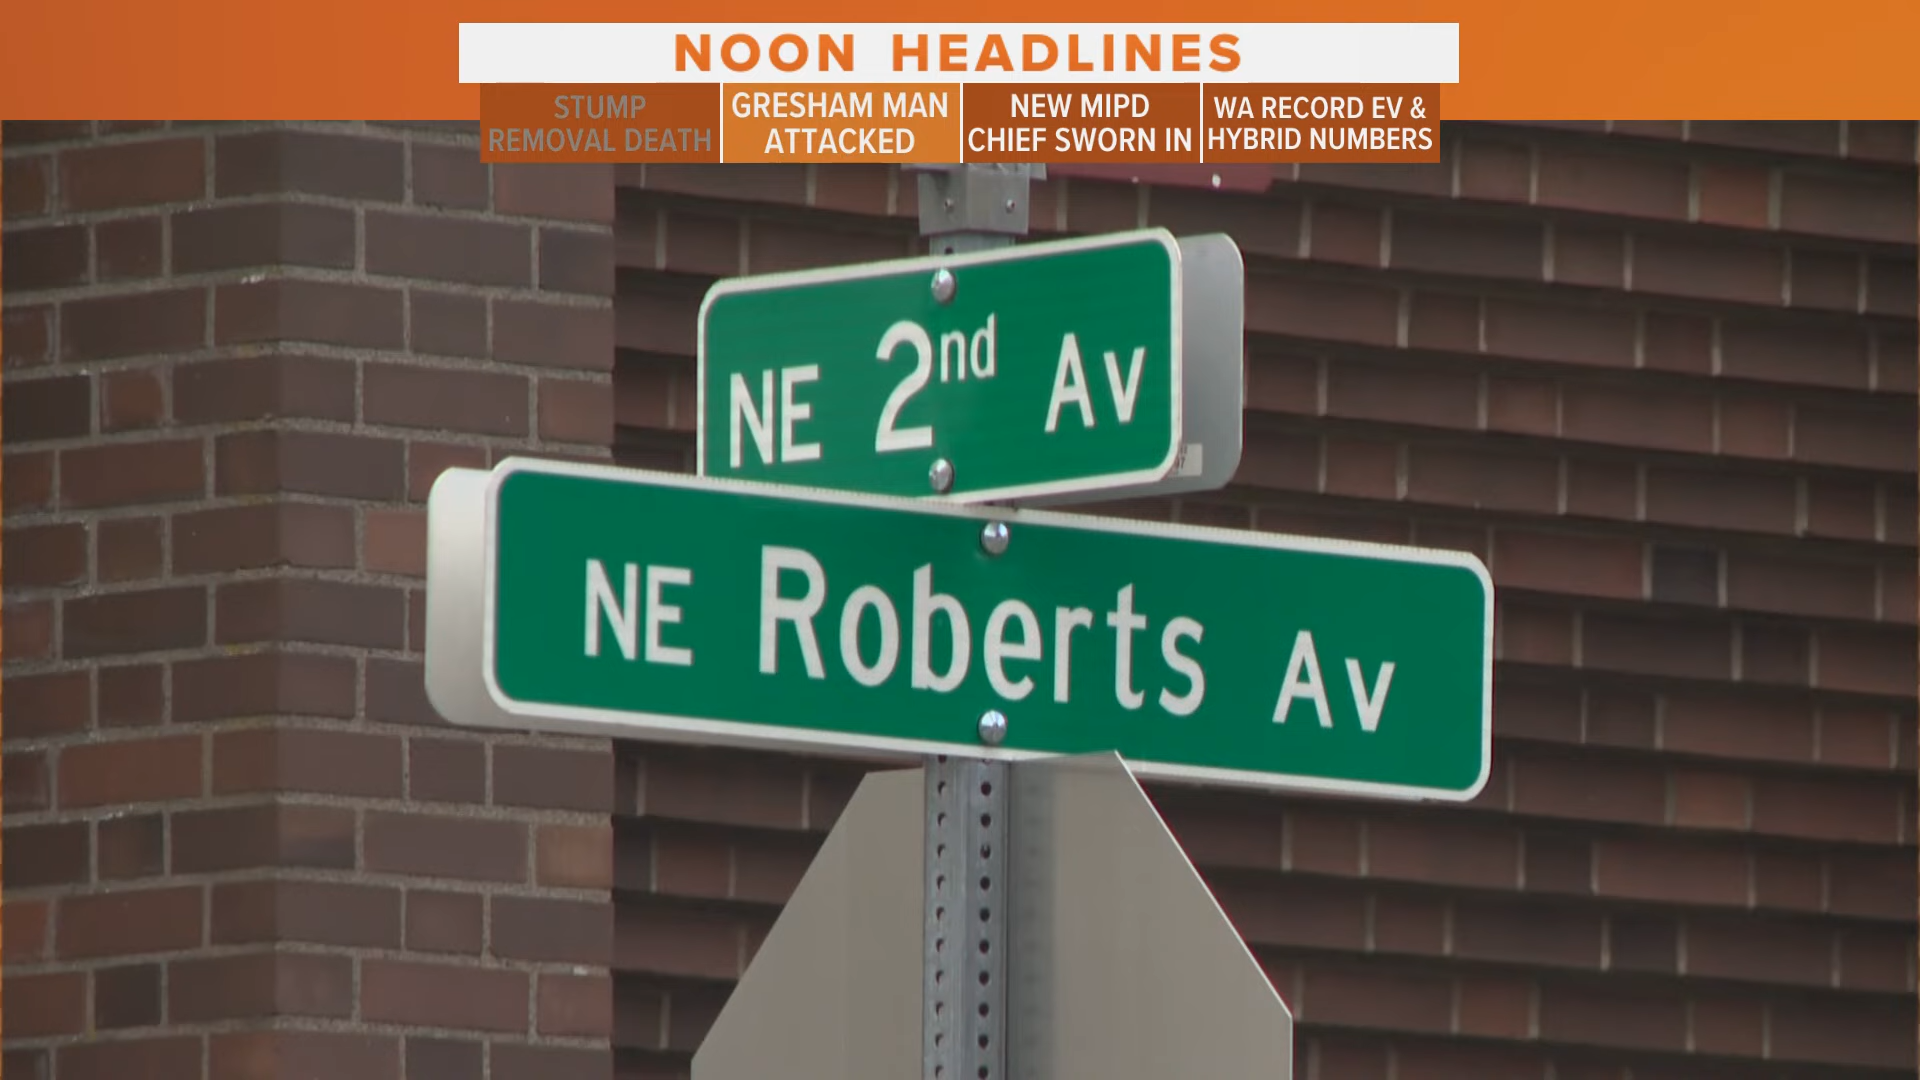 NOON HEADLINES
STUMP
REMOVAL DEATH
GRESHAM MAN
ATTACKED
NEW MIPD
CHIEF SWORN IN
WA RECORD EV &
HYBRID NUMBERS
NE 2nd Av
NE Roberts Av